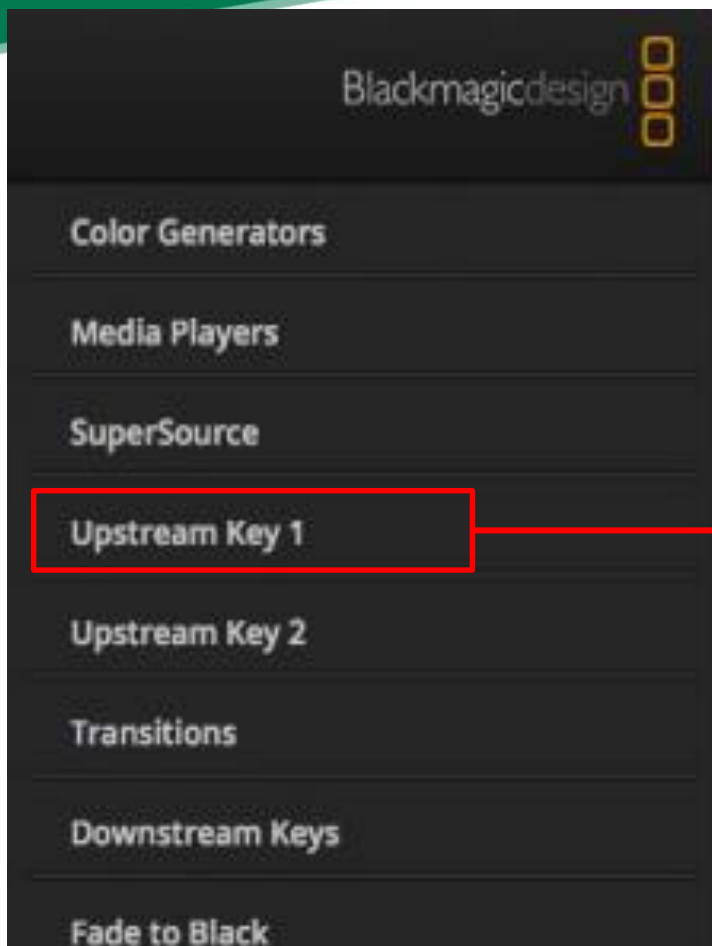 Blackmagicdesign
Color Generators
Media Players
SuperSource
Upstream Key 1
Upstream Key 2
Transitions
Downstream Keys
Fade to Black